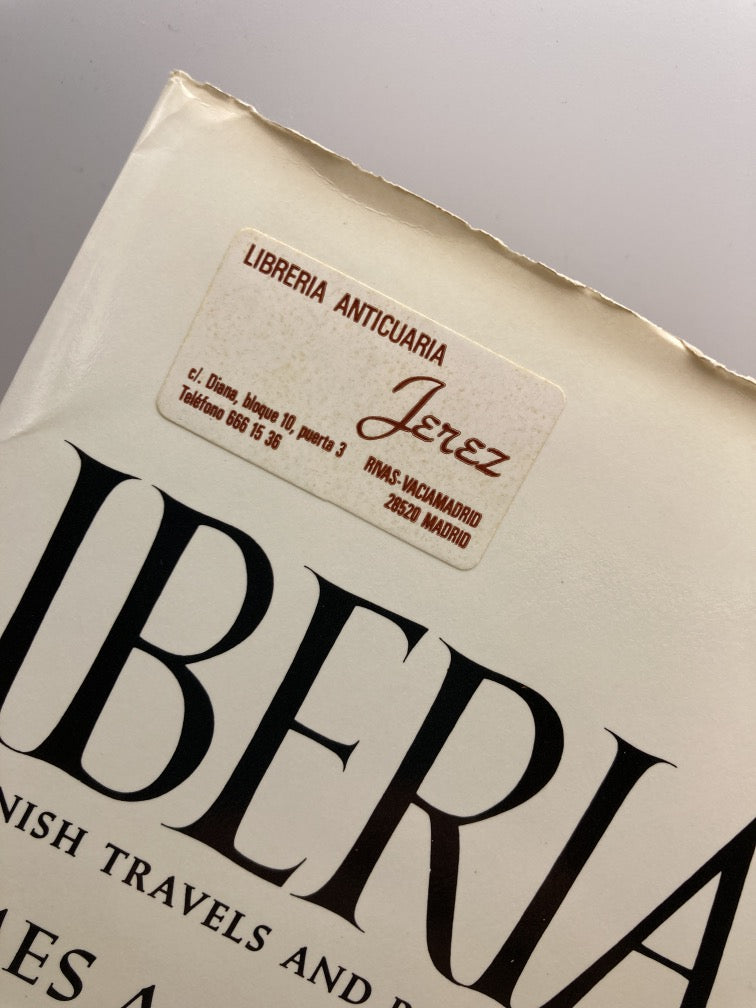 LIBRERIA ANTICUARIA
Jerez
c/. Diana, bloque 10, puerta 3
Teléfono 666 15 36
RIVAS-VACIAMADRID
28520 MADRID
IBERIA
NISH TRAVELS AND
MES A